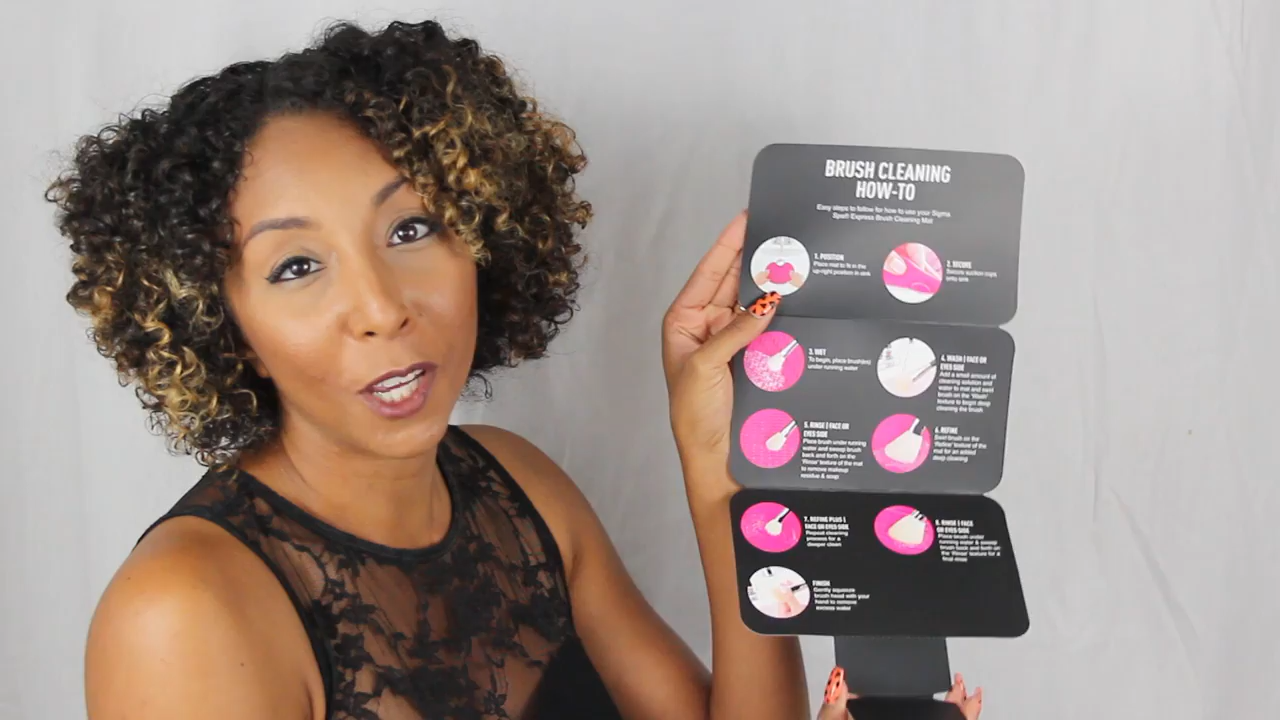 BRUSH CLEANING
HOW-TO
Easy steps to follow for how to use your Sigma
Spa® Express Brush Cleaning Mat
1. POSITION
Place mat to fit in the
up-right position in sink
2. SECURE
Secure suction cups
onto sink
3. WET
To begin, place brush(es)
under running water
4. WASH | FACE OR
EYES SIDE
Add a small amount of
cleaning solution and
water to mat and swirl
brush on the 'Wash'
texture to begin deep
cleaning the brush
5. RINSE | FACE OR
EYES SIDE
Place brush under running
water and sweep brush
back and forth on the
'Rinse' texture of the mat
to remove makeup
residue & soap
6. REFINE
Swirl brush on the
'Refine' texture of the
mat for an added
deep cleaning
7. REFINE PLUS |
FACE OR EYES SIDE
Repeat cleaning
process for a
deeper clean
8. RINSE | FACE
OR EYES SIDE
Place brush under
running water & sweep
brush back and forth on
the 'Rinse' texture for a
final rinse
FINISH
Gently squeeze
brush head with your
hand to remove
excess water